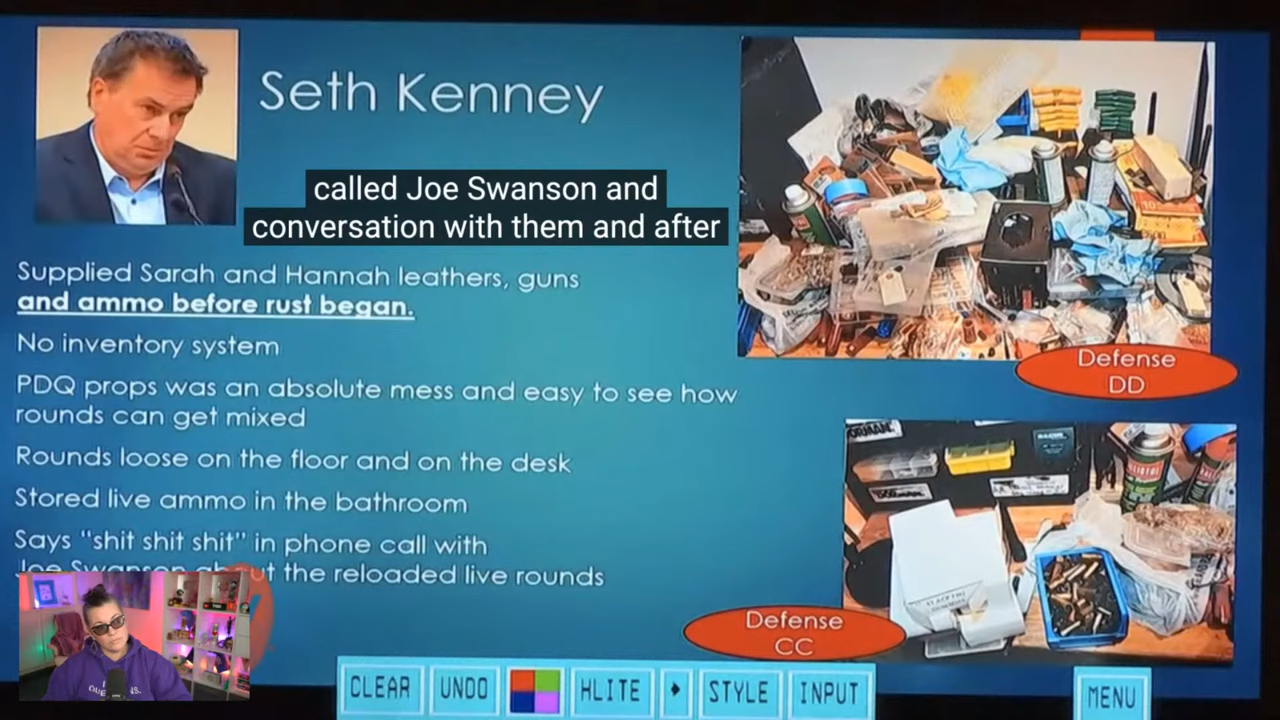 Seth Kenney
called Joe Swanson and
conversation with them and after
Supplied Sarah and Hannah leathers, guns
and ammo before rust began.
No inventory system
PDQ props was an absolute mess and easy to see how
rounds can get mixed
Rounds loose on the floor and on the desk
Stored live ammo in the bathroom
Says "shit shit shit" in phone call with
Joe Swanson about the reloaded live rounds
Defense
DD
Defense
CC
CLEAR
UNDO
HLITE
STYLE
INPUT
MENU